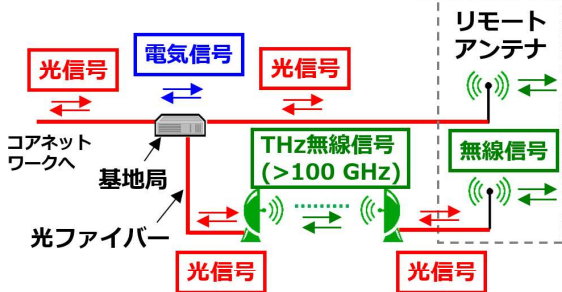 リモート
アンテナ
電気信号
光信号
光信号
コアネット
ワークへ
基地局
THz無線信号
(>100 GHz)
無線信号
光ファイバー
光信号
光信号